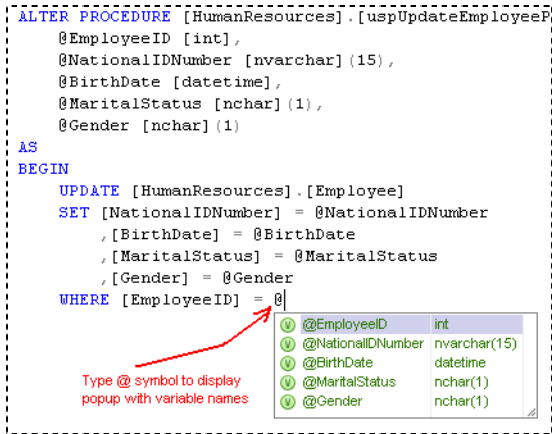 ALTER PROCEDURE [HumanResources].[uspUpdateEmployeeP
@EmployeeID [int],
@NationalIDNumber [nvarchar](15),
@BirthDate [datetime],
@MaritalStatus [nchar](1),
@Gender [nchar](1)
AS
BEGIN
UPDATE [HumanResources].[Employee]
SET [NationalIDNumber] = @NationalIDNumber
,[BirthDate] = @BirthDate
,[MaritalStatus] = @MaritalStatus
,[Gender] = @Gender
WHERE [EmployeeID] = @
V @EmployeeID int
V @NationalIDNumber nvarchar(15)
V @BirthDate datetime
V @MaritalStatus nchar(1)
V @Gender nchar(1)
Type @ symbol to display
popup with variable names